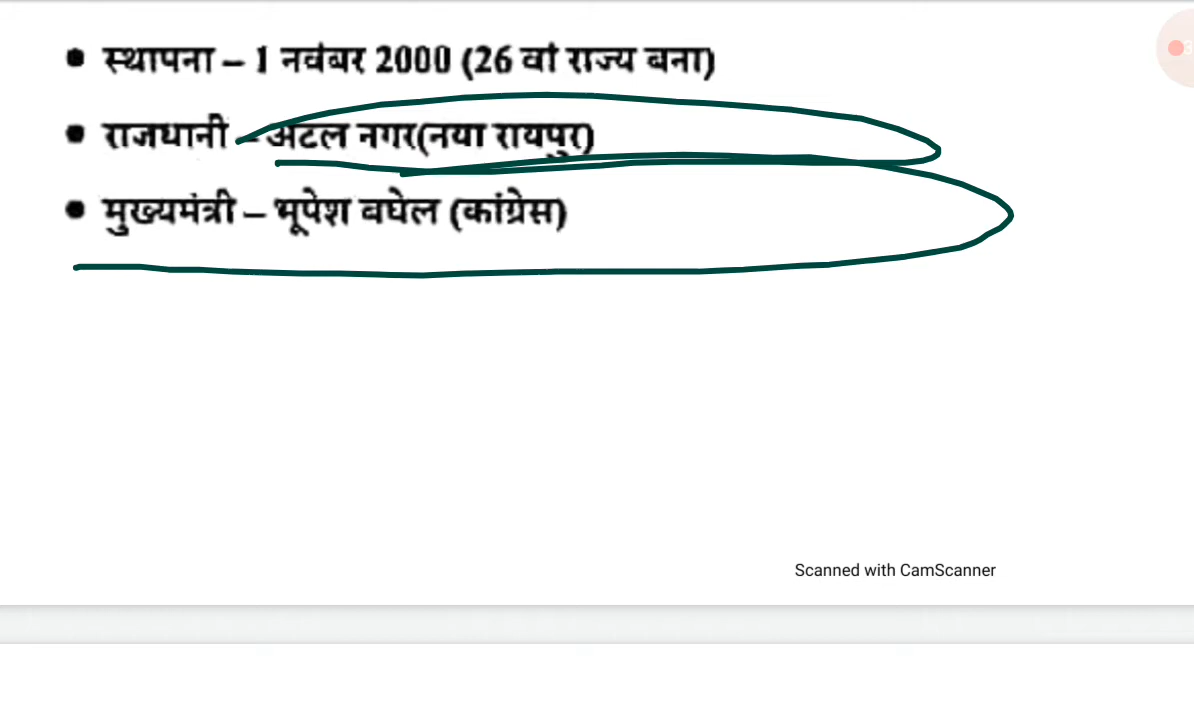 • स्थापना – 1 नवंबर 2000 (26 वां राज्य बना)
• राजधानी – अटल नगर(नया रायपुर)
• मुख्यमंत्री – भूपेश बघेल (कांग्रेस)
Scanned with CamScanner